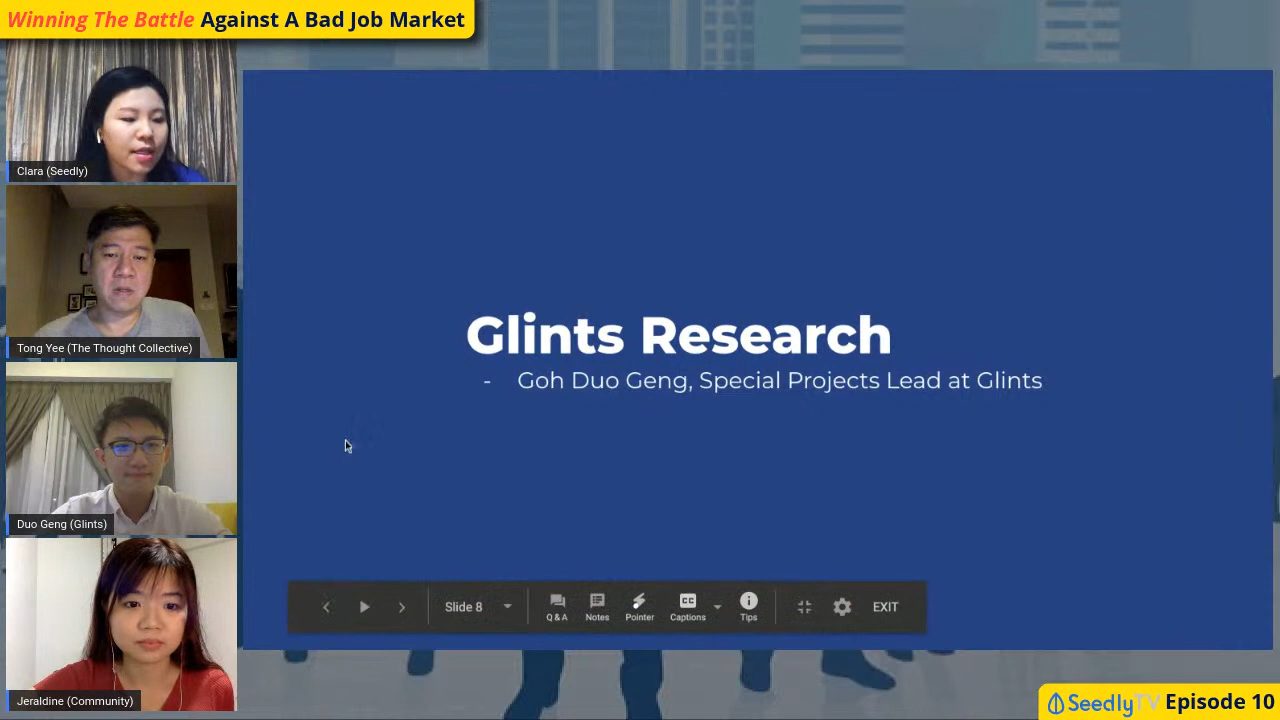 Winning The Battle Against A Bad Job Market
Clara (Seedly)
Tong Yee (The Thought Collective)
Duo Geng (Glints)
Jeraldine (Community)
Glints Research
- Goh Duo Geng, Special Projects Lead at Glints
Slide 8
Q & A
Notes
Pointer
CC
Captions
Tips
EXIT
SeedlyTV Episode 10